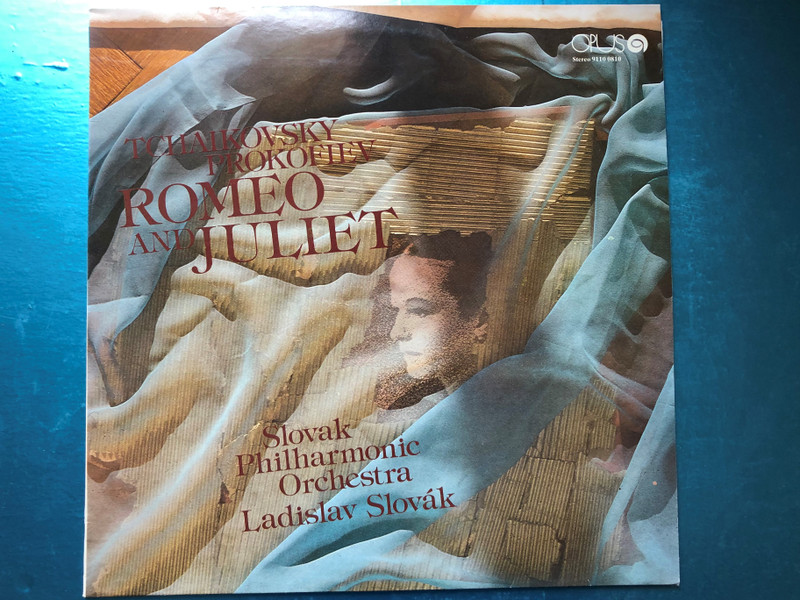 OPUS
Stereo 9110 0810
TCHAIKOVSKY
PROKOFIEV
ROMEO
AND JULIET
Slovak
Philharmonic
Orchestra
Ladislav Slovák